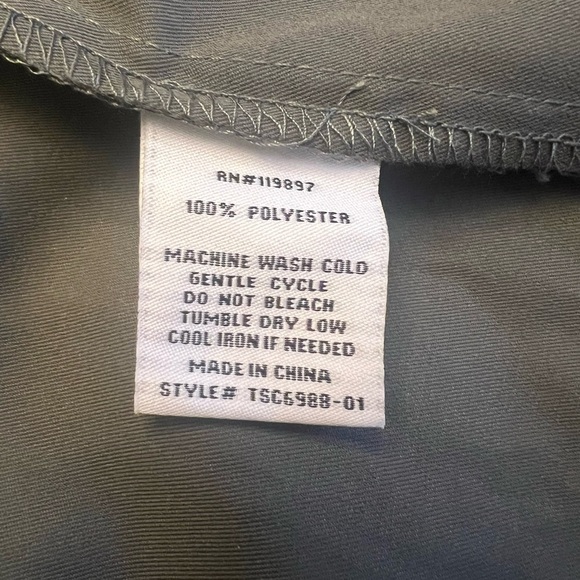 RN#119897
100% POLYESTER
MACHINE WASH COLD
GENTLE CYCLE
DO NOT BLEACH
TUMBLE DRY LOW
COOL IRON IF NEEDED
MADE IN CHINA
STYLE# TSC6988-01